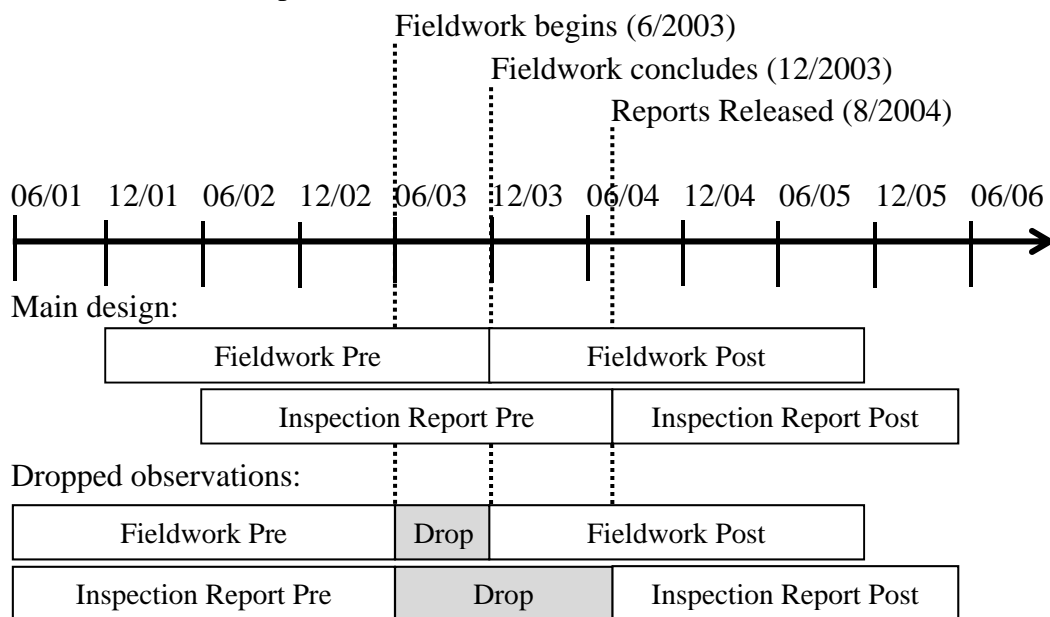 Fieldwork begins (6/2003)
Fieldwork concludes (12/2003)
Reports Released (8/2004)
06/01 12/01 06/02 12/02 06/03 12/03 06/04 12/04 06/05 12/05 06/06
Main design:
Fieldwork Pre Fieldwork Post
Inspection Report Pre Inspection Report Post
Dropped observations:
Fieldwork Pre Drop Fieldwork Post
Inspection Report Pre Drop Inspection Report Post